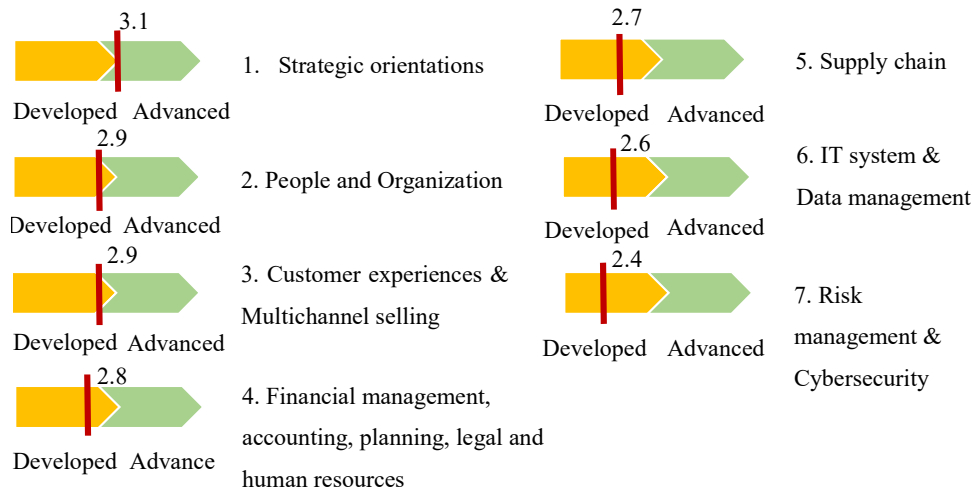 3.1
1. Strategic orientations
Developed Advanced
2.9
2. People and Organization
Developed Advanced
2.9
3. Customer experiences &
Multichannel selling
Developed Advanced
2.8
4. Financial management,
accounting, planning, legal and
human resources
Developed Advance
2.7
5. Supply chain
Developed Advanced
2.6
6. IT system &
Data management
Developed Advanced
2.4
7. Risk
management &
Cybersecurity
Developed Advanced